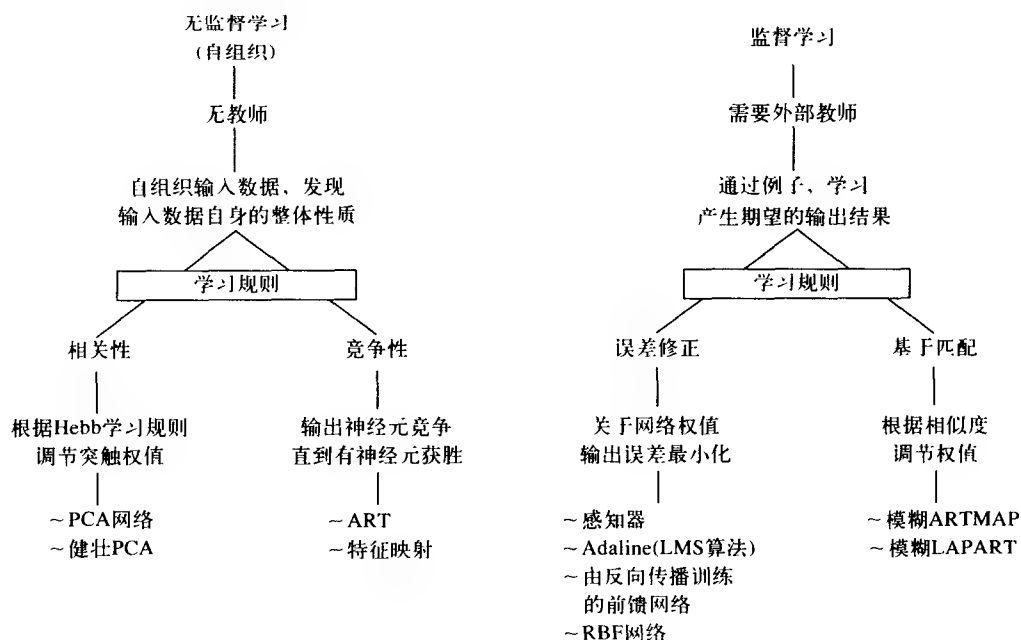 无监督学习
(自组织)
无教师
自组织输入数据、发现
输入数据自身的整体性质
学习规则
相关性
竞争性
根据Hebb学习规则
调节突触权值
输出神经元竞争
直到有神经元获胜
~PCA网络
~健壮PCA
~ART
~特征映射
监督学习
需要外部教师
通过例子、学习
产生期望的输出结果
学习规则
误差修正
基于匹配
关于网络权值
输出误差最小化
根据相似度
调节权值
~感知器
~Adaline(LMS算法)
~由反向传播训练
的前馈网络
~RBF网络
~模糊ARTMAP
~模糊LAPART